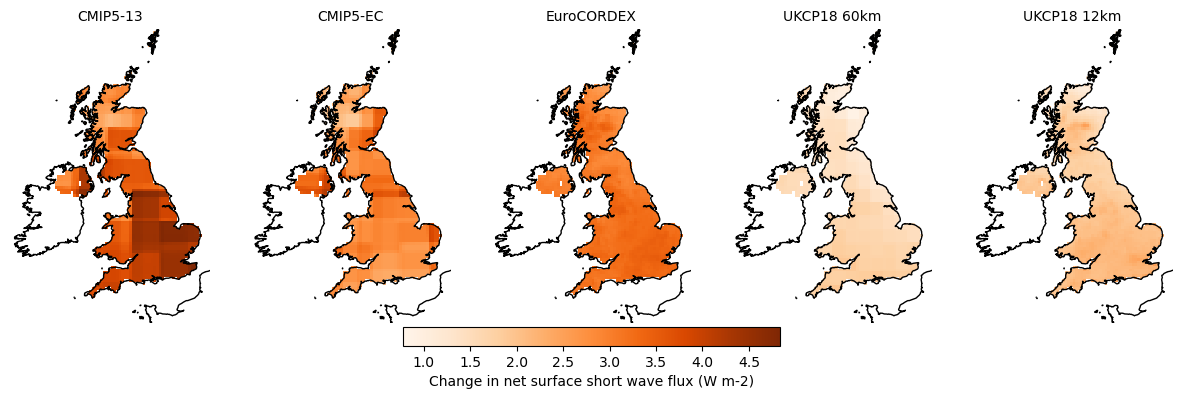 CMIP5-13
CMIP5-EC
EuroCORDEX
UKCP18 60km
UKCP18 12km
1.0 1.5 2.0 2.5 3.0 3.5 4.0 4.5
Change in net surface short wave flux (W m-2)